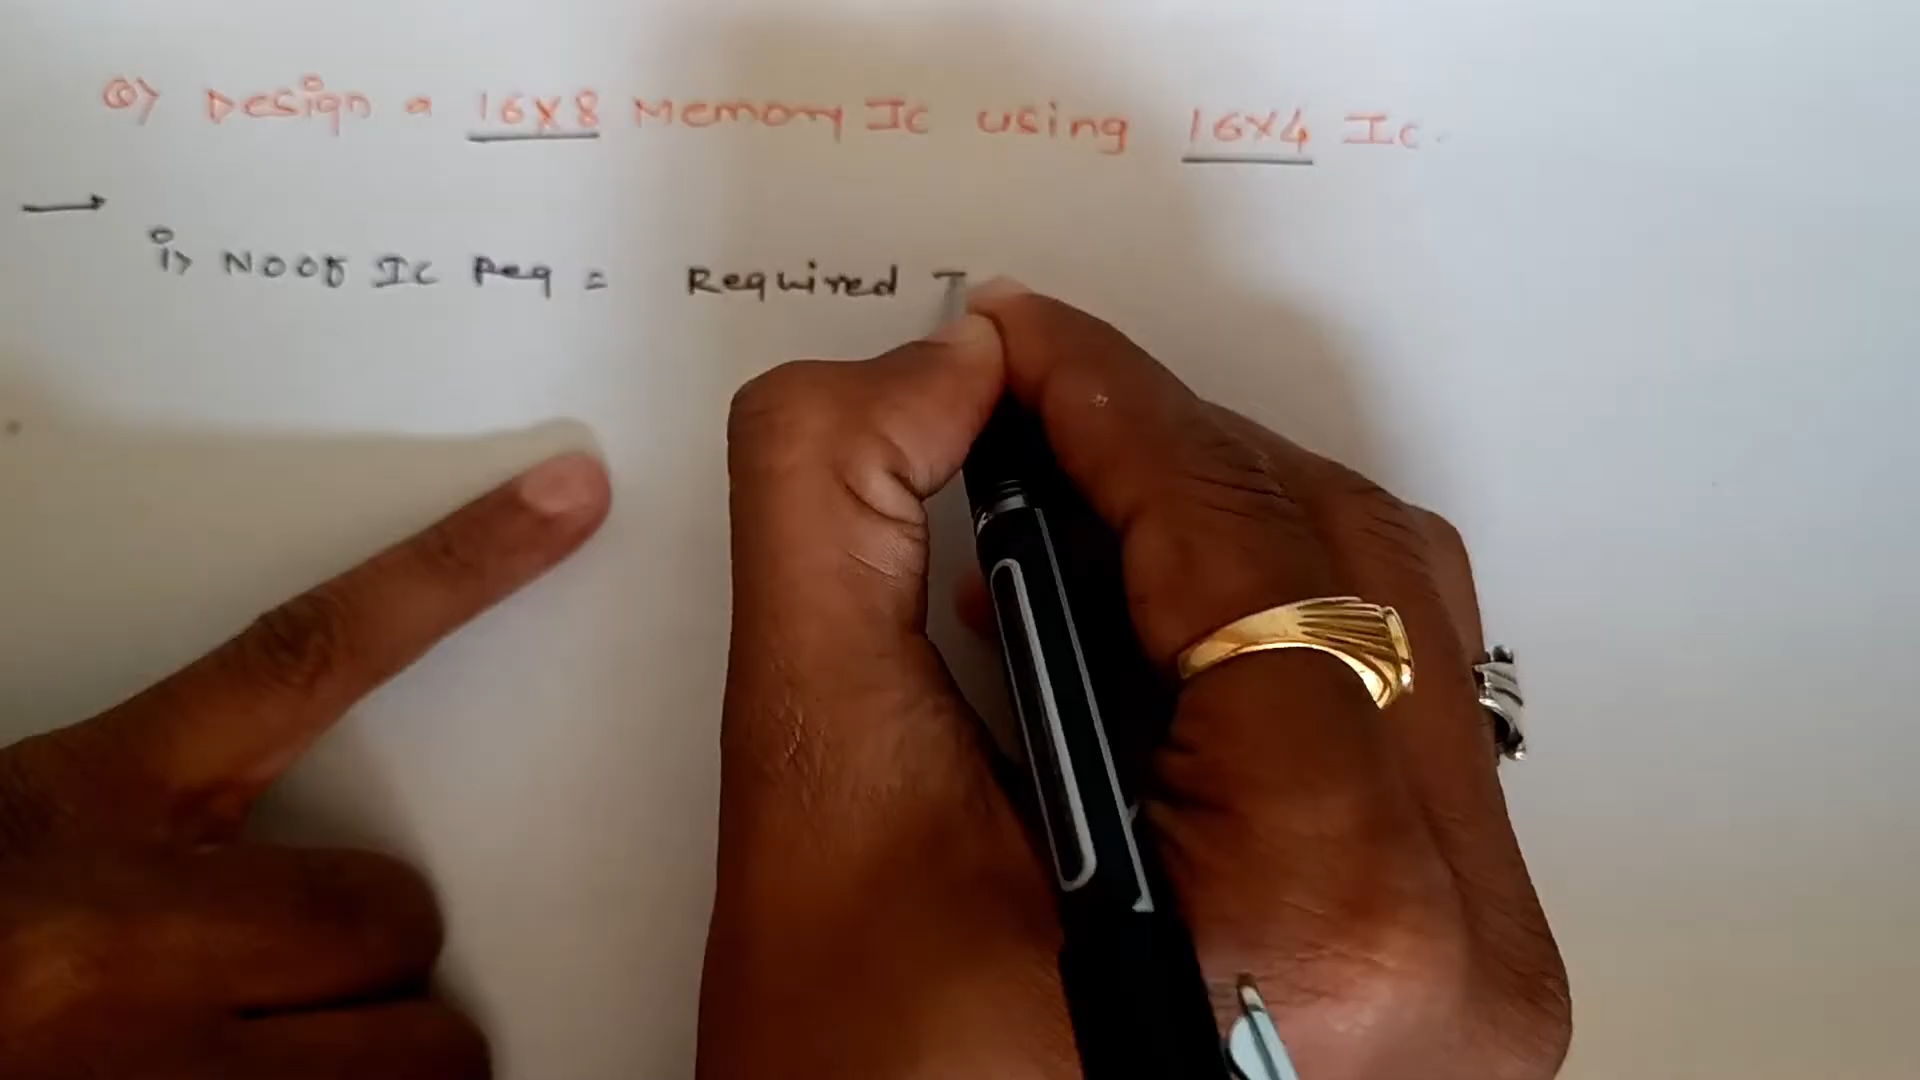 Q) Design a 16X8 Memory Ic using 16X4 Ic.
→
i) No of Ic Req = Required I